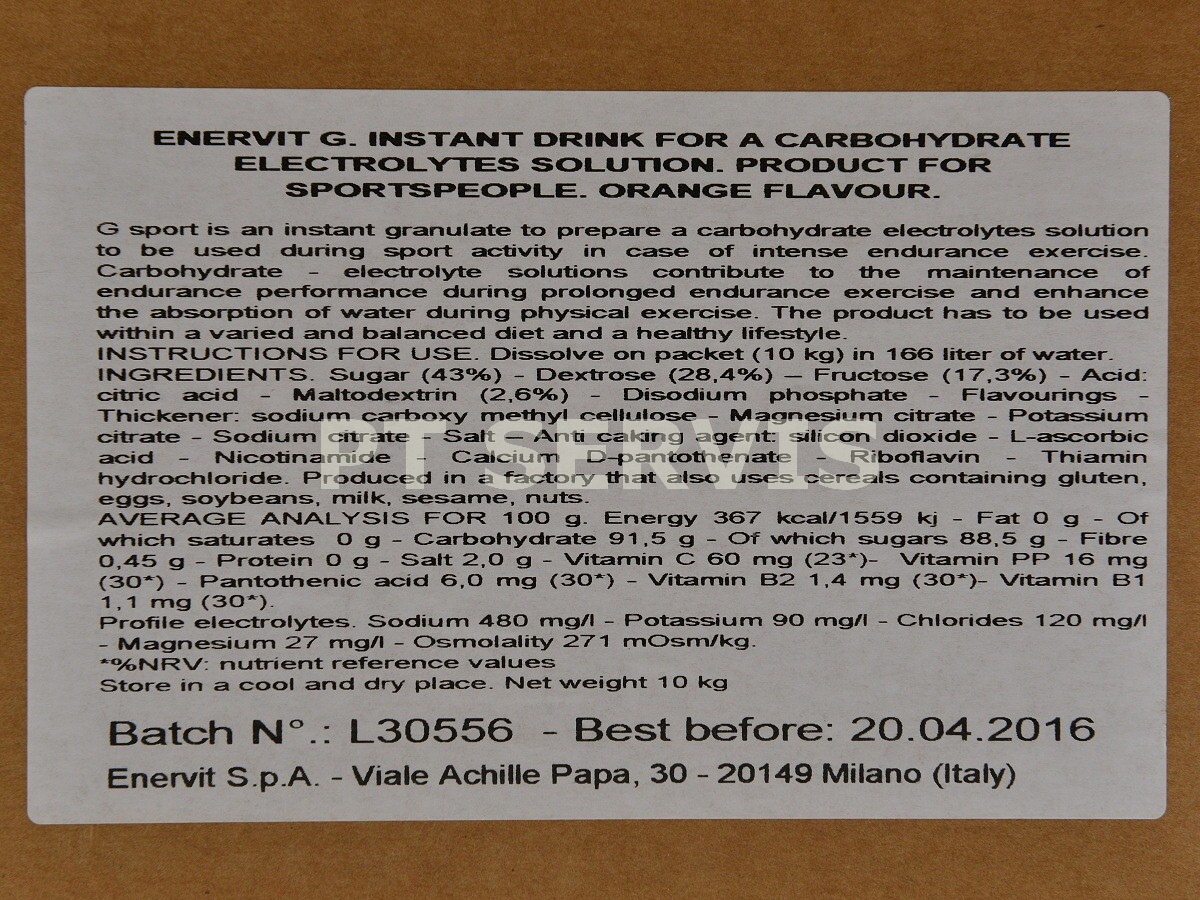 ENERVIT G. INSTANT DRINK FOR A CARBOHYDRATE
ELECTROLYTES SOLUTION. PRODUCT FOR
SPORTSPEOPLE. ORANGE FLAVOUR.
G sport is an instant granulate to prepare a carbohydrate electrolytes solution
to be used during sport activity in case of intense endurance exercise.
Carbohydrate - electrolyte solutions contribute to the maintenance of
endurance performance during prolonged endurance exercise and enhance
the absorption of water during physical exercise. The product has to be used
within a varied and balanced diet and a healthy lifestyle.
INSTRUCTIONS FOR USE. Dissolve on packet (10 kg) in 166 liter of water.
INGREDIENTS. Sugar (43%) - Dextrose (28,4%) – Fructose (17,3%) - Acid:
citric acid - Maltodextrin (2,6%) - Disodium phosphate - Flavourings -
Thickener: sodium carboxy methyl cellulose - Magnesium citrate - Potassium
citrate - Sodium citrate - Salt – Anti caking agent: silicon dioxide - L-ascorbic
acid - Nicotinamide - Calcium D-pantothenate - Riboflavin - Thiamin
PT SERVIS
hydrochloride. Produced in a factory that also uses cereals containing gluten,
eggs, soybeans, milk, sesame, nuts.
AVERAGE ANALYSIS FOR 100 g. Energy 367 kcal/1559 kj - Fat 0 g - Of
which saturates 0 g - Carbohydrate 91,5 g - Of which sugars 88,5 g - Fibre
0,45 g - Protein 0 g - Salt 2,0 g - Vitamin C 60 mg (23*)- Vitamin PP 16 mg
(30*) - Pantothenic acid 6,0 mg (30*) - Vitamin B2 1,4 mg (30*)- Vitamin B1
1,1 mg (30*).
Profile electrolytes. Sodium 480 mg/l - Potassium 90 mg/l - Chlorides 120 mg/l
- Magnesium 27 mg/l - Osmolality 271 mOsm/kg.
*%NRV: nutrient reference values
Store in a cool and dry place. Net weight 10 kg
Batch N°.: L30556 - Best before: 20.04.2016
Enervit S.p.A. - Viale Achille Papa, 30 - 20149 Milano (Italy)